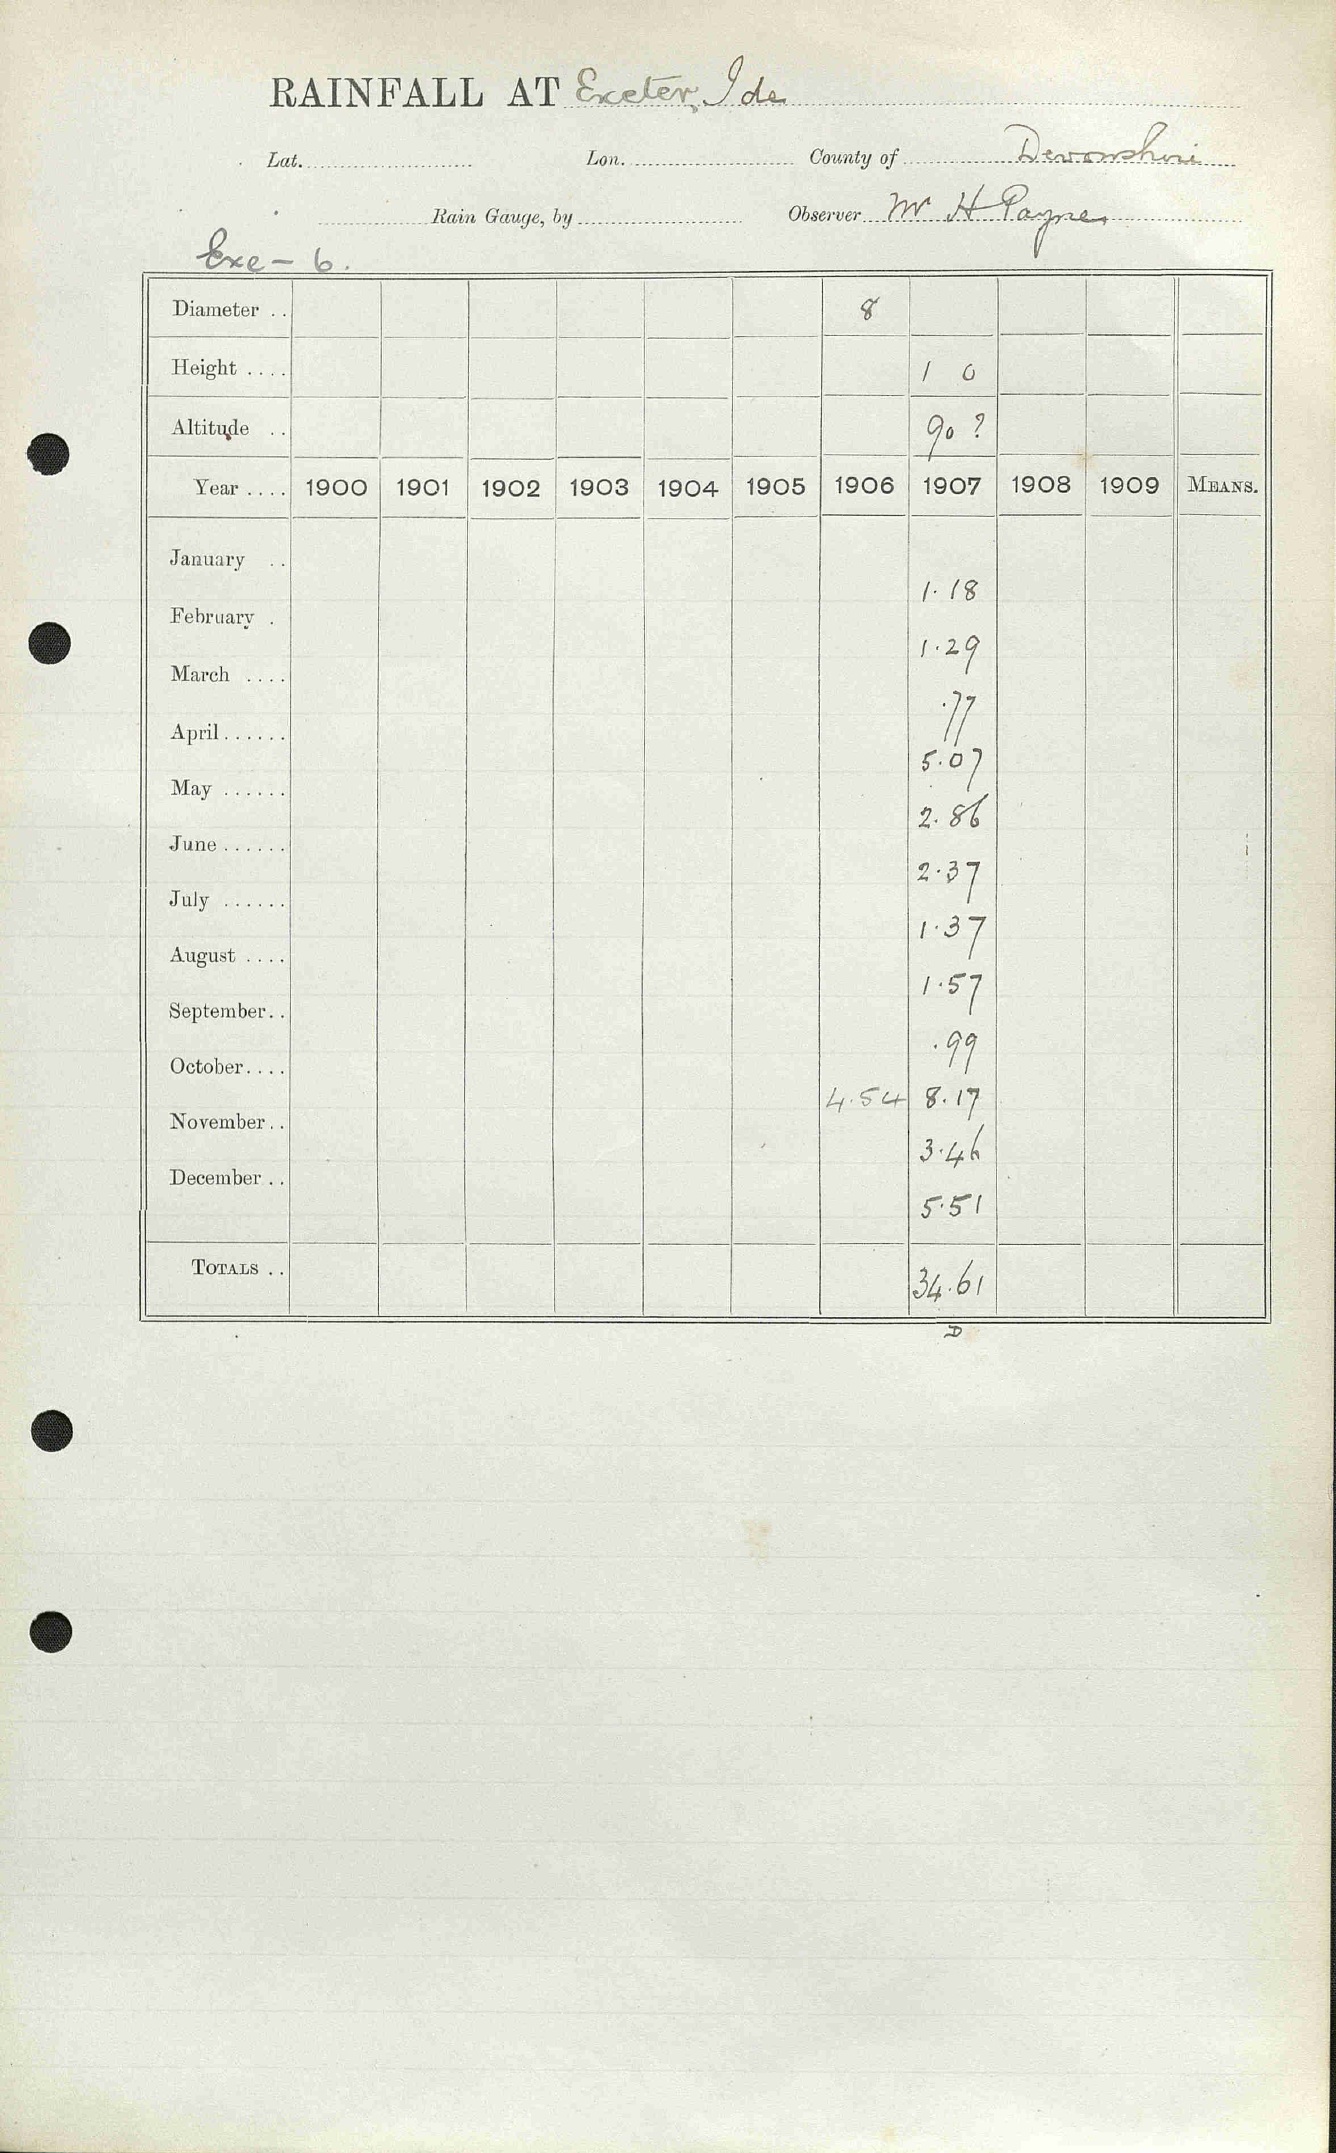 RAINFALL AT Exeter, Ide
Lat. Lon. County of Devonshire
Rain Gauge, by Observer Mr H Payne
Exe - 6.
Diameter .. 8
Height .... 1 0
Altitude .. 90 ?
Year .... 1900 1901 1902 1903 1904 1905 1906 1907 1908 1909 MEANS.
January .. 1.18
February . 1.29
March .... .77
April ...... 5.07
May ...... 2.86
June ...... 2.37
July ...... 1.37
August .... 1.57
September.. .99
October.... 4.54 8.17
November.. 3.46
December .. 5.51
TOTALS .. 34.61
D